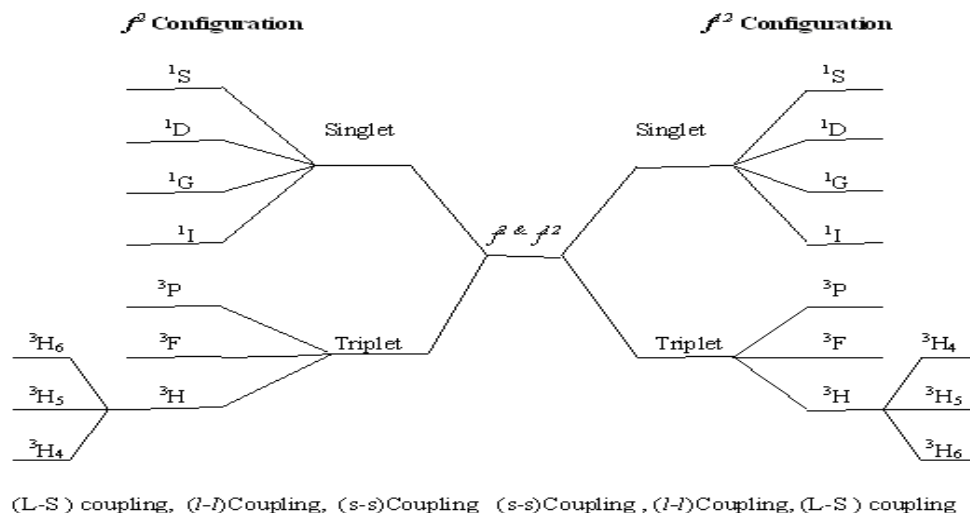 f² Configuration f¹² Configuration
¹S ¹S
Singlet Singlet
¹D ¹D
¹G ¹G
¹I f² & f¹² ¹I
³P ³P
³H₆ ³F Triplet Triplet ³F ³H₄
³H₅ ³H ³H ³H₅
³H₄ ³H₆
(L-S ) coupling, (l-l)Coupling, (s-s)Coupling (s-s)Coupling , (l-l)Coupling, (L-S ) coupling